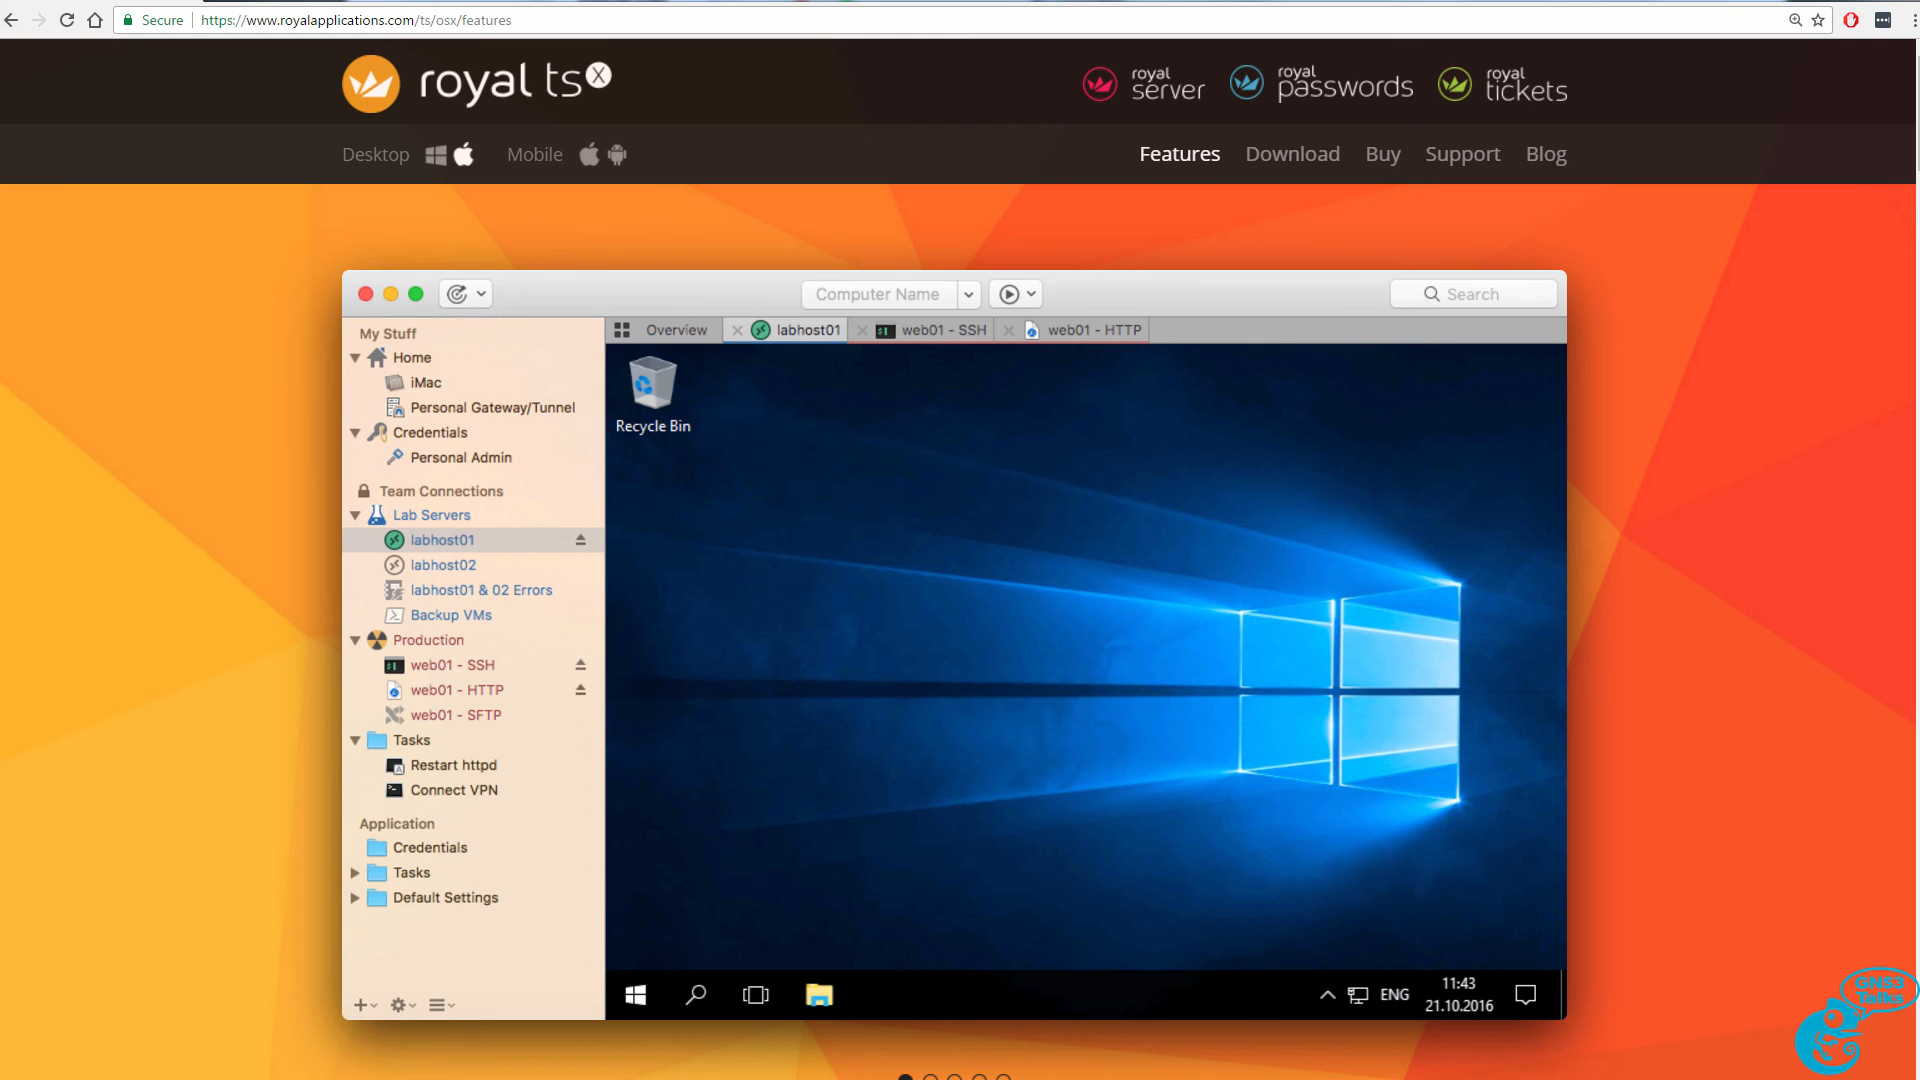 Secure https://www.royalapplications.com/ts/osx/features
royal ts X
royal server
royal passwords
royal tickets
Desktop Mobile Features Download Buy Support Blog
Computer Name Search
Overview labhost01 web01 - SSH web01 - HTTP
My Stuff
Home
iMac
Personal Gateway/Tunnel
Credentials
Personal Admin
Team Connections
Lab Servers
labhost01
labhost02
labhost01 & 02 Errors
Backup VMs
Production
web01 - SSH
web01 - HTTP
web01 - SFTP
Tasks
Restart httpd
Connect VPN
Application
Credentials
Tasks
Default Settings
Recycle Bin
ENG
11:43
21.10.2016
GNS3
Talks